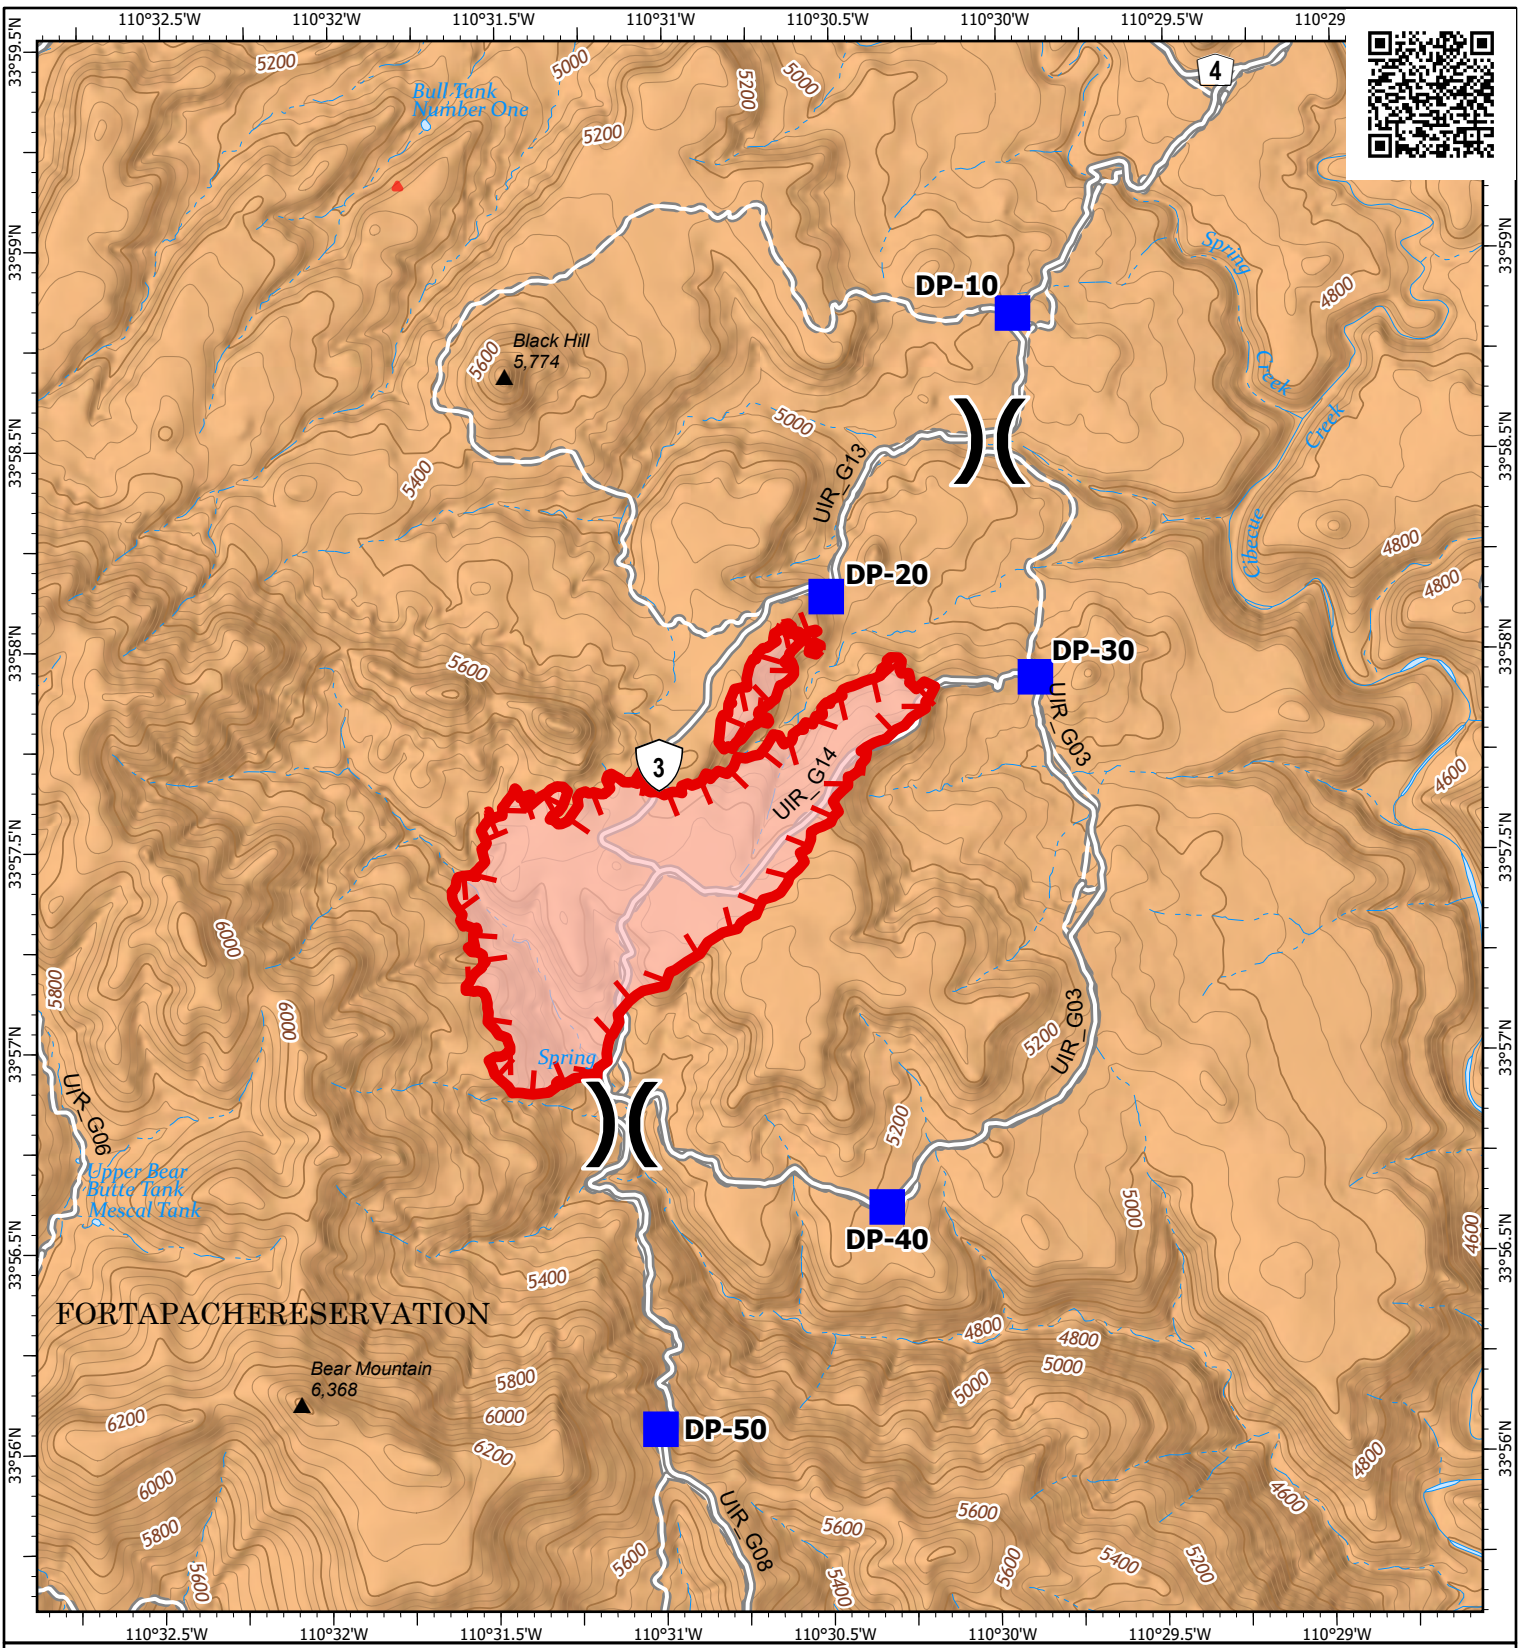 110°32.5'W
110°32'W
110°31.5'W
110°31'W
110°30.5'W
110°30'W
110°29.5'W
110°29
33°59.5'N
5200
5000
5200
5000
4
Bull Tank
Number One
5200
33°59'N
33°59'N
Spring
DP-10
4800
Black Hill
5,774
5600
Creek
5000
Creek
33°58.5'N
33°58.5'N
UIR_G13
5400
Cibecue
4800
DP-20
4800
33°58'N
33°58'N
5600
DP-30
UIR_G03
3
UIR_G14
4600
33°57.5'N
33°57.5'N
6000
5800
6000
33°57'N
33°57'N
5200
UIR_G03
Spring
UIR_G06
5200
Upper Bear
Butte Tank
Mescal Tank
5000
4600
DP-40
33°56.5'N
33°56.5'N
5400
FORTAPACHERESERVATION
4800
4800
5000
Bear Mountain
6,368
5800
5000
6200
6000
DP-50
33°56'N
33°56'N
6200
4800
6000
4600
UIR_G08
5600
5800
5600
5600
5600
5600
5400
5200
5400
110°32.5'W
110°32'W
110°31.5'W
110°31'W
110°30.5'W
110°30'W
110°29.5'W
110°29'W